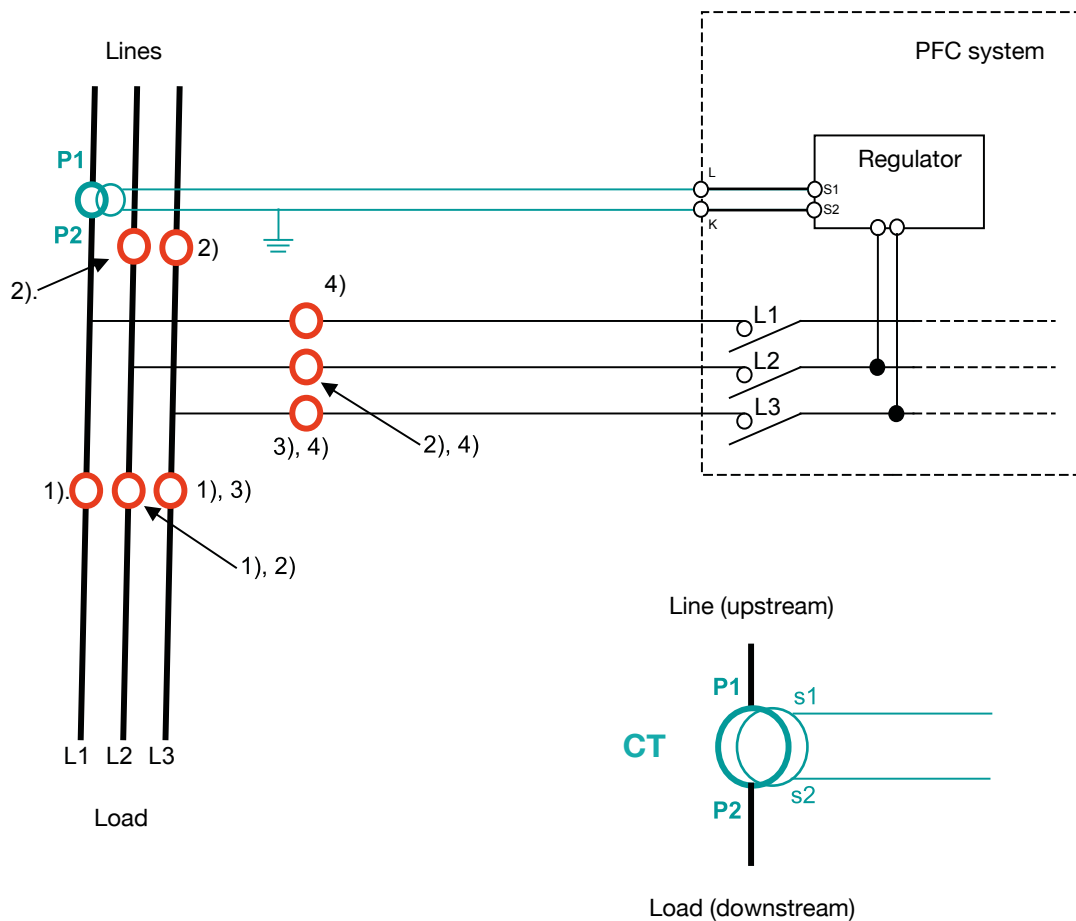 Lines
PFC system
P1
Regulator
L
S1
K
S2
P2
2)
2).
4)
L1
L2
L3
3), 4)
2), 4)
1).
1), 3)
1), 2)
Line (upstream)
P1
s1
CT
L1 L2 L3
P2
s2
Load
Load (downstream)